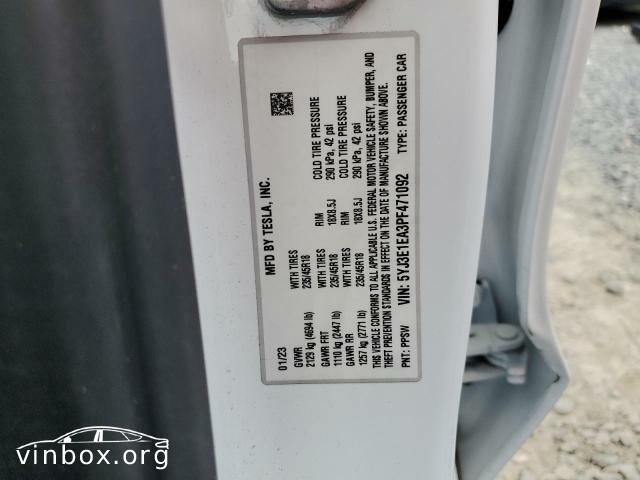 MFD BY TESLA, INC.
01/23
GVWR WITH TIRES RIM COLD TIRE PRESSURE
2129 kg (4694 lb) 235/45R18 18X8.5J 290 kPa, 42 psi
GAWR FRT WITH TIRES RIM COLD TIRE PRESSURE
1110 kg (2447 lb) 235/45R18 18X8.5J 290 kPa, 42 psi
GAWR RR
1257 kg (2771 lb) 235/45R18
THIS VEHICLE CONFORMS TO ALL APPLICABLE U.S. FEDERAL MOTOR VEHICLE SAFETY, BUMPER, AND
THEFT PREVENTION STANDARDS IN EFFECT ON THE DATE OF MANUFACTURE SHOWN ABOVE.
VIN: 5YJ3E1EA3PF471092
PNT: PPSW TYPE: PASSENGER CAR
vinbox.org